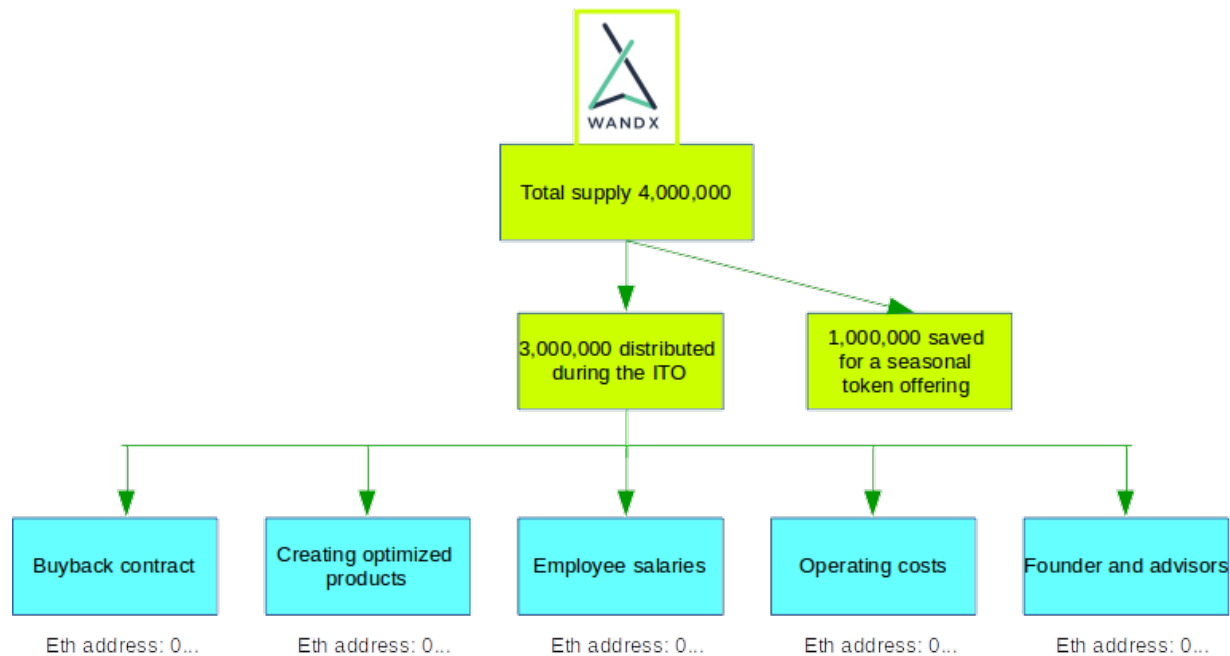 WANDX
Total supply 4,000,000
3,000,000 distributed
during the ITO
1,000,000 saved
for a seasonal
token offering
Buyback contract
Creating optimized
products
Employee salaries
Operating costs
Founder and advisors
Eth address: 0...
Eth address: 0...
Eth address: 0...
Eth address: 0...
Eth address: 0...